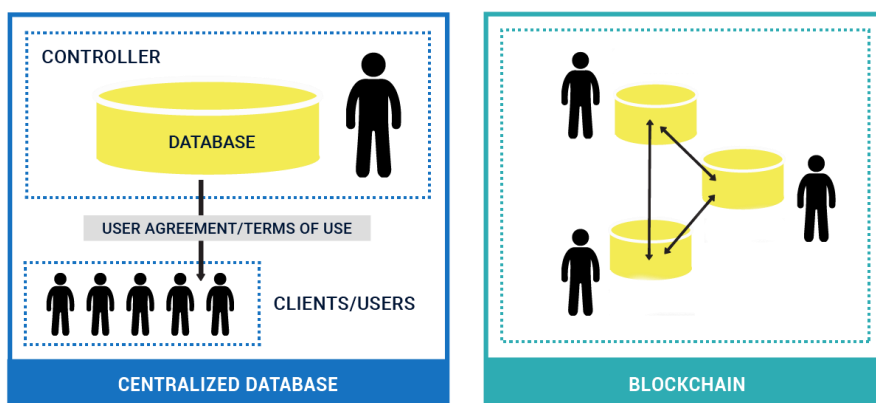 CONTROLLER
DATABASE
USER AGREEMENT/TERMS OF USE
CLIENTS/USERS
CENTRALIZED DATABASE
BLOCKCHAIN